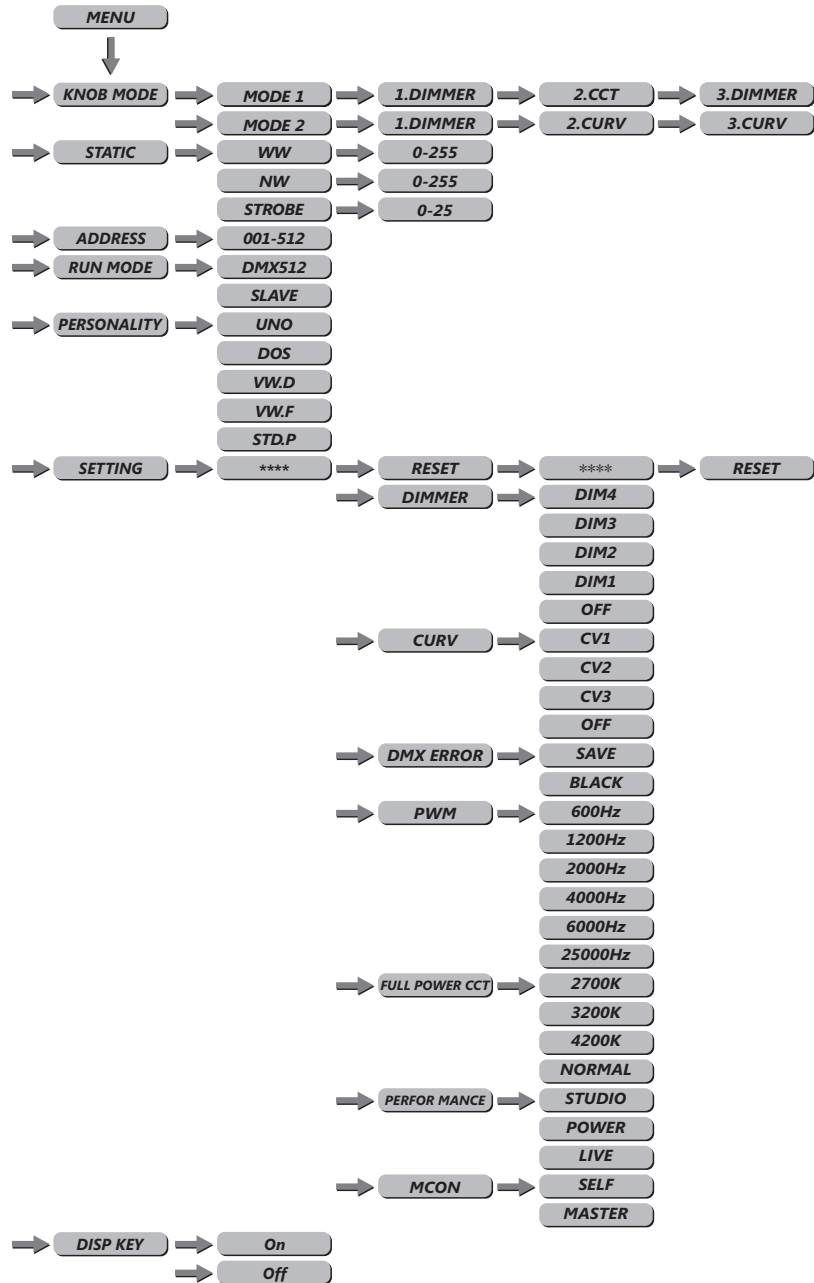 MENU
KNOB MODE MODE 1 1.DIMMER 2.CCT 3.DIMMER
MODE 2 1.DIMMER 2.CURV 3.CURV
STATIC WW 0-255
NW 0-255
STROBE 0-25
ADDRESS 001-512
RUN MODE DMX512
SLAVE
PERSONALITY UNO
DOS
VW.D
VW.F
STD.P
SETTING **** RESET **** RESET
DIMMER DIM4
DIM3
DIM2
DIM1
OFF
CURV CV1
CV2
CV3
OFF
DMX ERROR SAVE
BLACK
PWM 600Hz
1200Hz
2000Hz
4000Hz
6000Hz
25000Hz
FULL POWER CCT 2700K
3200K
4200K
NORMAL
PERFOR MANCE STUDIO
POWER
LIVE
MCON SELF
MASTER
DISP KEY On
Off